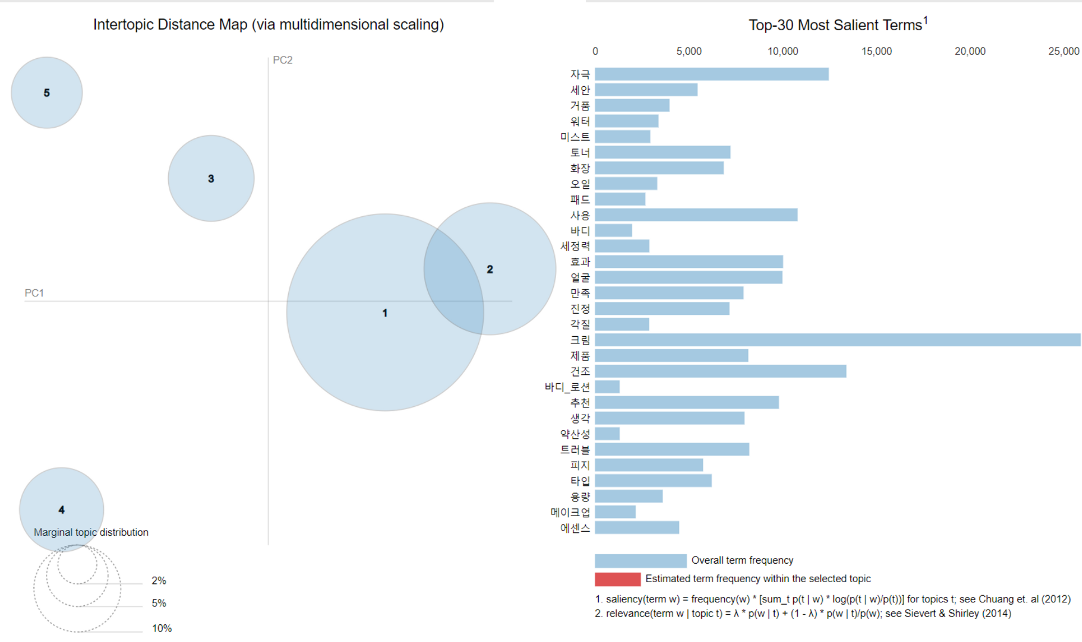 Intertopic Distance Map (via multidimensional scaling)
PC2
5
3
2
PC1
1
4
Marginal topic distribution
2%
5%
10%
Top-30 Most Salient Terms1
0 5,000 10,000 15,000 20,000 25,000
자극
세안
거품
워터
미스트
토너
화장
오일
패드
사용
바디
세정력
효과
얼굴
만족
진정
각질
크림
제품
건조
바디_로션
추천
생각
약산성
트러블
피지
타입
용량
메이크업
에센스
Overall term frequency
Estimated term frequency within the selected topic
1. saliency(term w) = frequency(w) * [sum_t p(t | w) * log(p(t | w)/p(t))] for topics t; see Chuang et. al (2012)
2. relevance(term w | topic t) = λ * p(w | t) + (1 - λ) * p(w | t)/p(w); see Sievert & Shirley (2014)